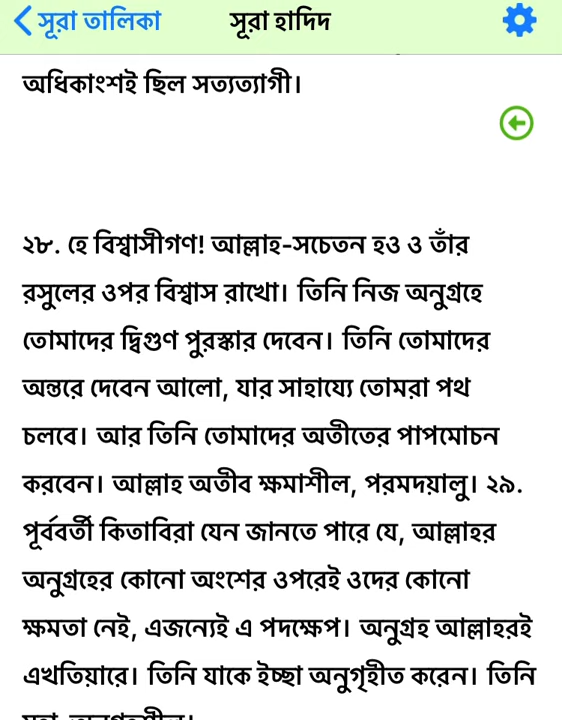 সূরা তালিকা সূরা হাদিদ
অধিকাংশই ছিল সত্যত্যাগী।
২৮. হে বিশ্বাসীগণ! আল্লাহ-সচেতন হও ও তাঁর
রসুলের ওপর বিশ্বাস রাখো। তিনি নিজ অনুগ্রহে
তোমাদের দ্বিগুণ পুরস্কার দেবেন। তিনি তোমাদের
অন্তরে দেবেন আলো, যার সাহায্যে তোমরা পথ
চলবে। আর তিনি তোমাদের অতীতের পাপমোচন
করবেন। আল্লাহ অতীব ক্ষমাশীল, পরমদয়ালু। ২৯.
পূর্ববর্তী কিতাবিরা যেন জানতে পারে যে, আল্লাহর
অনুগ্রহের কোনো অংশের ওপরেই ওদের কোনো
ক্ষমতা নেই, এজন্যেই এ পদক্ষেপ। অনুগ্রহ আল্লাহরই
এখতিয়ারে। তিনি যাকে ইচ্ছা অনুগৃহীত করেন। তিনি